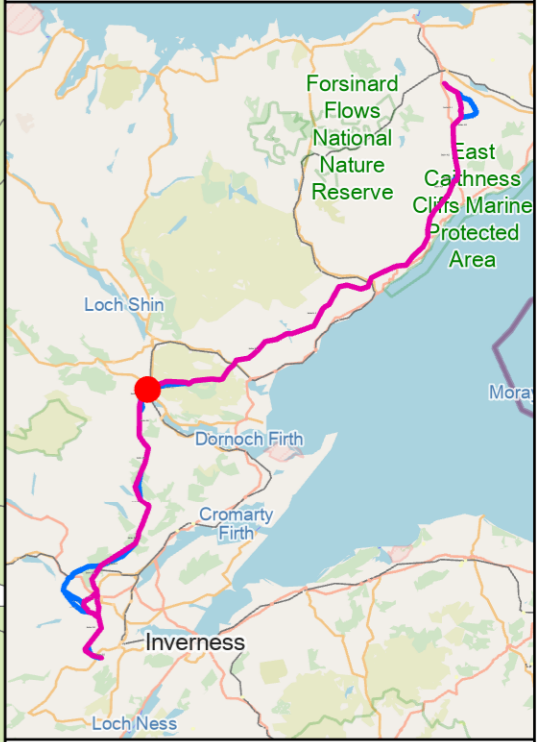 Forsinard
Flows
National
Nature
Reserve
East
Caithness
Cliffs Marine
Protected
Area
Loch Shin
Moray
Dornoch Firth
Cromarty
Firth
Inverness
Loch Ness